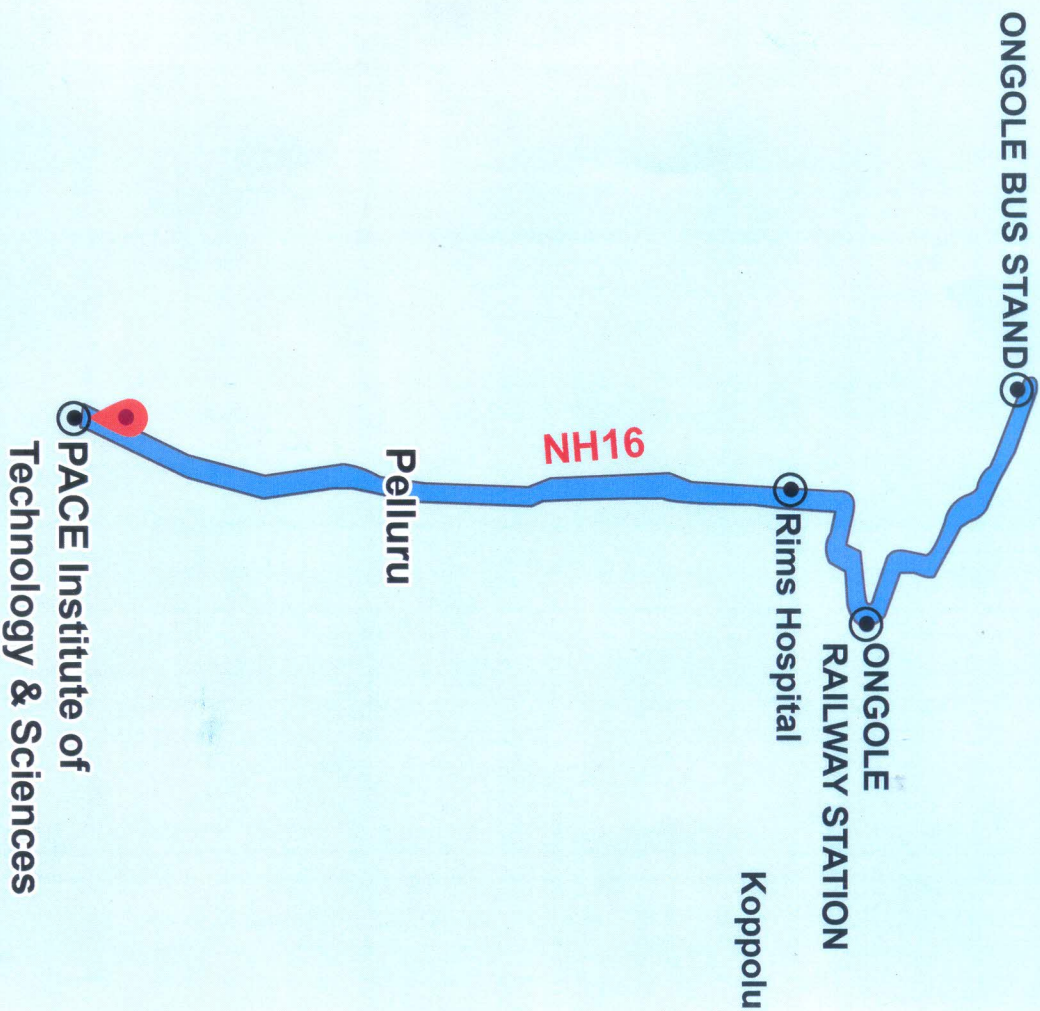 ONGOLE BUS STAND
ONGOLE
RAILWAY STATION
Rims Hospital
Koppolu
NH16
Pelluru
PACE Institute of
Technology & Sciences